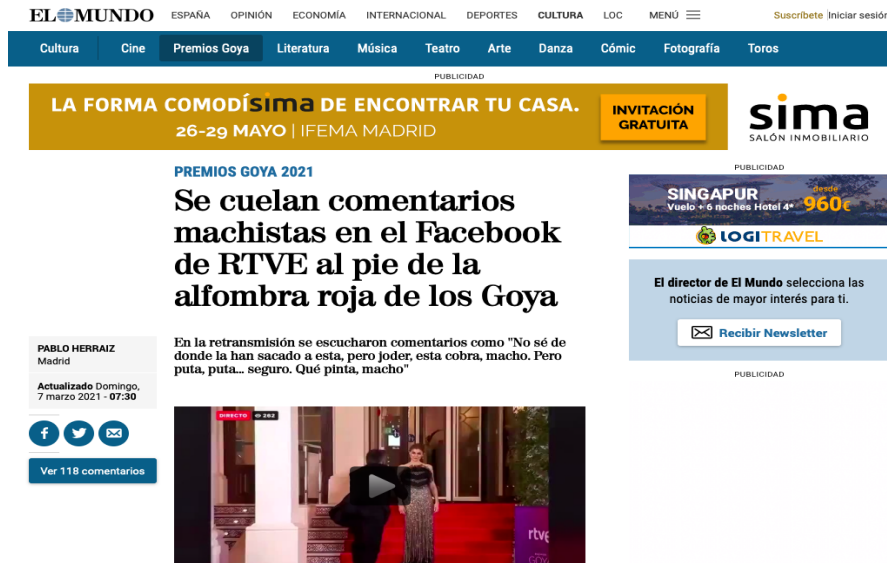 EL MUNDO ESPAÑA OPINIÓN ECONOMÍA INTERNACIONAL DEPORTES CULTURA LOC MENÚ Suscríbete Iniciar sesión
Cultura Cine Premios Goya Literatura Música Teatro Arte Danza Cómic Fotografía Toros
PUBLICIDAD
LA FORMA COMODÍsima DE ENCONTRAR TU CASA.
26-29 MAYO | IFEMA MADRID
INVITACIÓN
GRATUITA
sima
SALÓN INMOBILIARIO
PREMIOS GOYA 2021
Se cuelan comentarios
machistas en el Facebook
de RTVE al pie de la
alfombra roja de los Goya
PABLO HERRAIZ
Madrid
Actualizado Domingo,
7 marzo 2021 - 07:30
Ver 118 comentarios
En la retransmisión se escucharon comentarios como "No sé de
donde la han sacado a esta, pero joder, esta cobra, macho. Pero
puta, puta... seguro. Qué pinta, macho"
DIRECTO 262
rtve
GOYA
PUBLICIDAD
SINGAPUR
Vuelo + 6 noches Hotel 4*
desde
960€
LOGITRAVEL
El director de El Mundo selecciona las
noticias de mayor interés para ti.
Recibir Newsletter
PUBLICIDAD